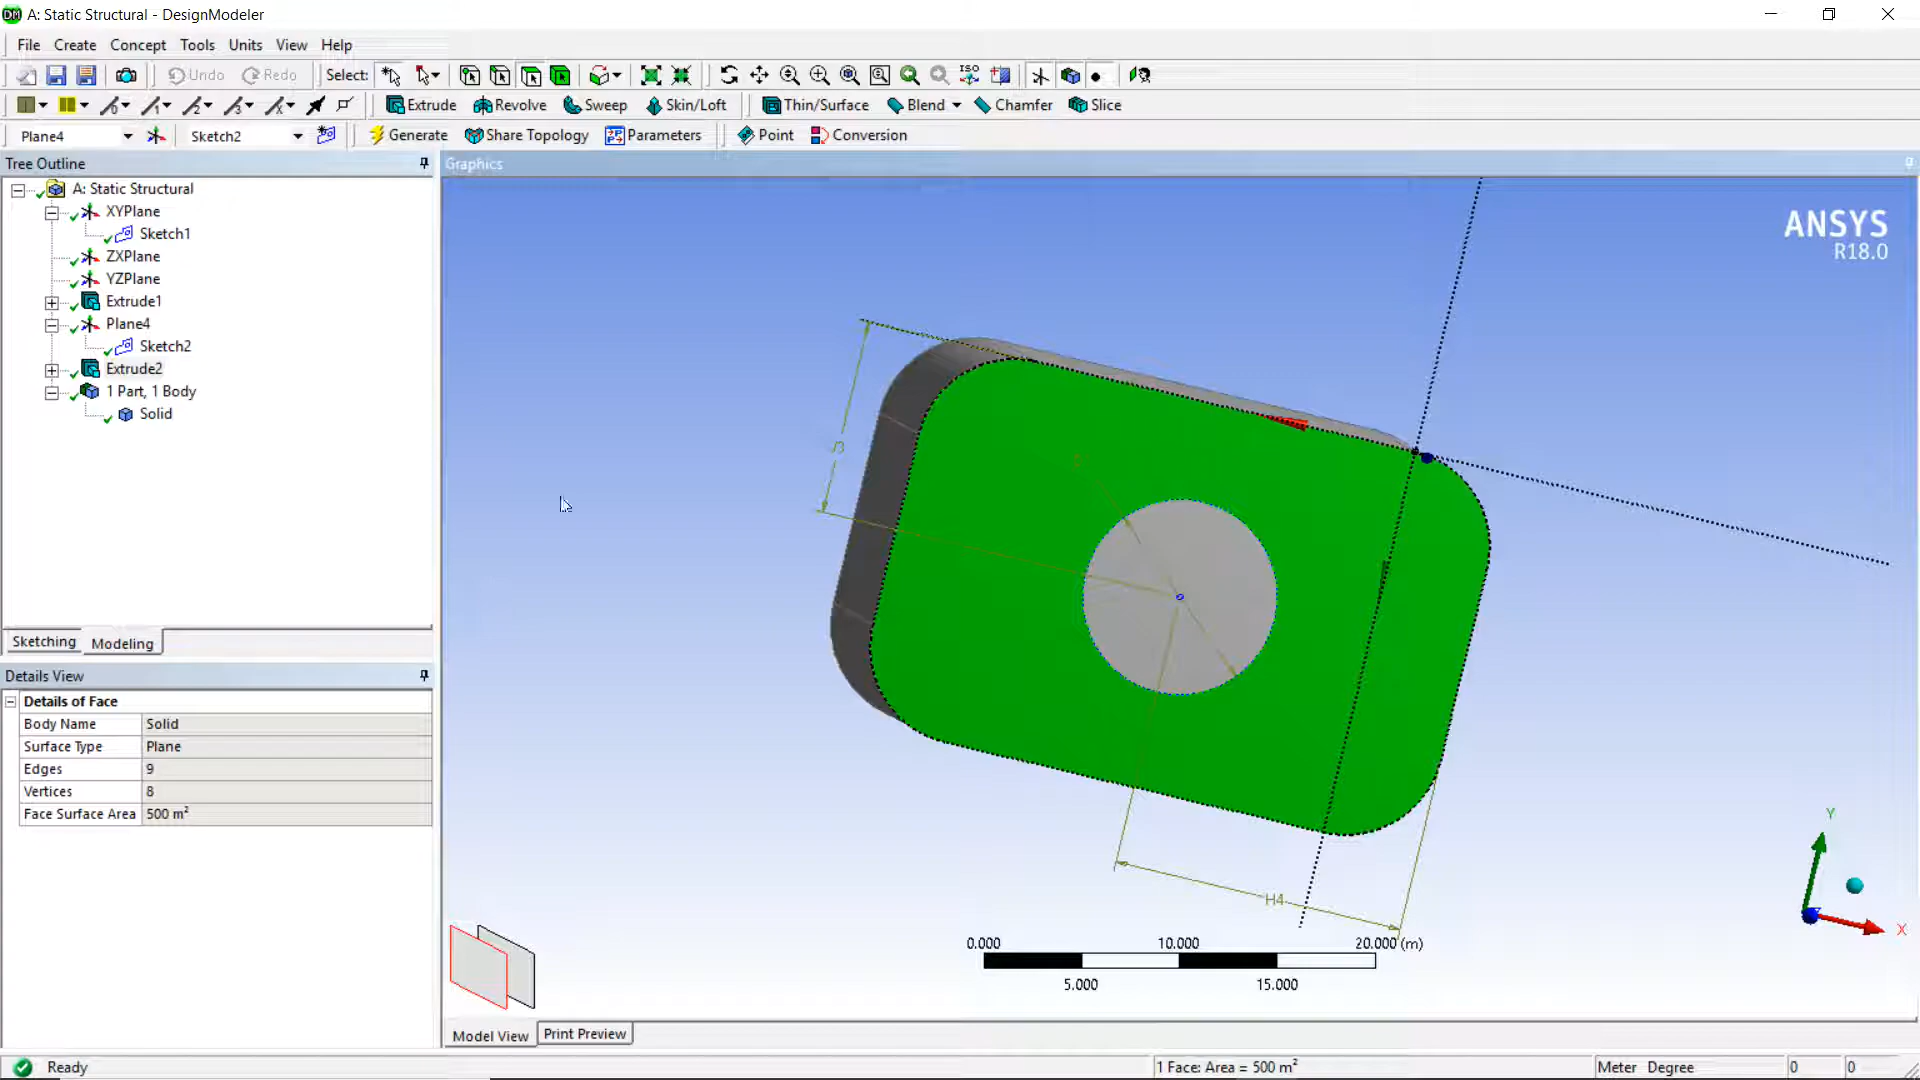 A: Static Structural - DesignModeler
File Create Concept Tools Units View Help
Undo Redo Select: ISO
Extrude Revolve Sweep Skin/Loft Thin/Surface Blend Chamfer Slice
Plane4 Sketch2 Generate Share Topology Parameters Point Conversion
Tree Outline
Graphics
A: Static Structural
XYPlane
Sketch1
ZXPlane
YZPlane
Extrude1
Plane4
Sketch2
Extrude2
1 Part, 1 Body
Solid
Sketching Modeling
Details View
Details of Face
Body Name Solid
Surface Type Plane
Edges 9
Vertices 8
Face Surface Area 500 m²
ANSYS
R18.0
H4
0.000 10.000 20.000 (m)
5.000 15.000
Y
X
Model View Print Preview
Ready 1 Face: Area = 500 m² Meter Degree 0 0